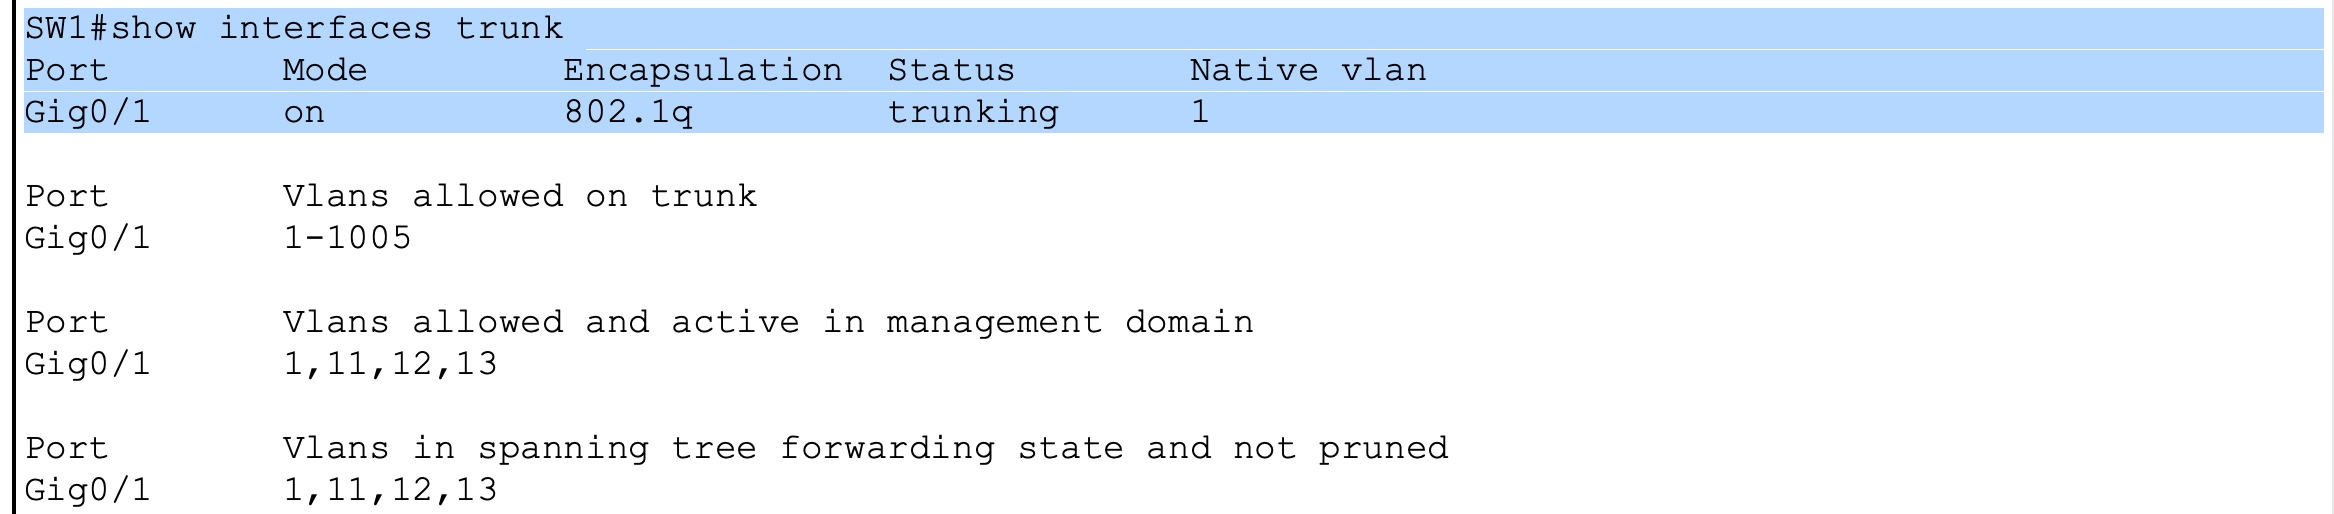 SW1#show interfaces trunk
Port        Mode         Encapsulation  Status        Native vlan
Gig0/1      on           802.1q         trunking      1
Port        Vlans allowed on trunk
Gig0/1      1-1005
Port        Vlans allowed and active in management domain
Gig0/1      1,11,12,13
Port        Vlans in spanning tree forwarding state and not pruned
Gig0/1      1,11,12,13